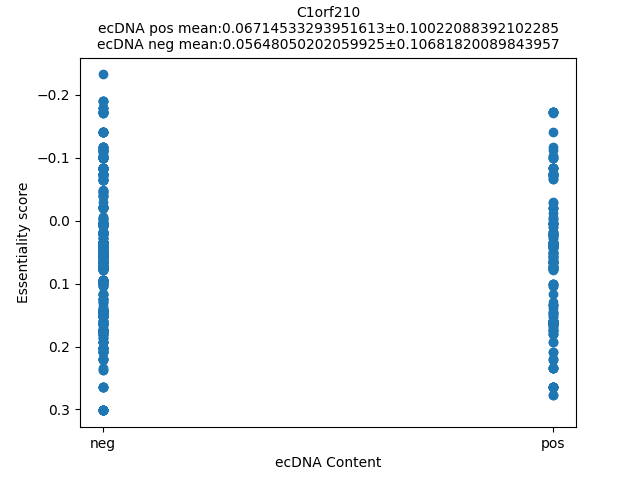 C1orf210
ecDNA pos mean:0.06714533293951613±0.10022088392102285
ecDNA neg mean:0.05648050202059925±0.10681820089843957
−0.2
−0.1
0.0
0.1
0.2
0.3
Essentiality score
neg
pos
ecDNA Content